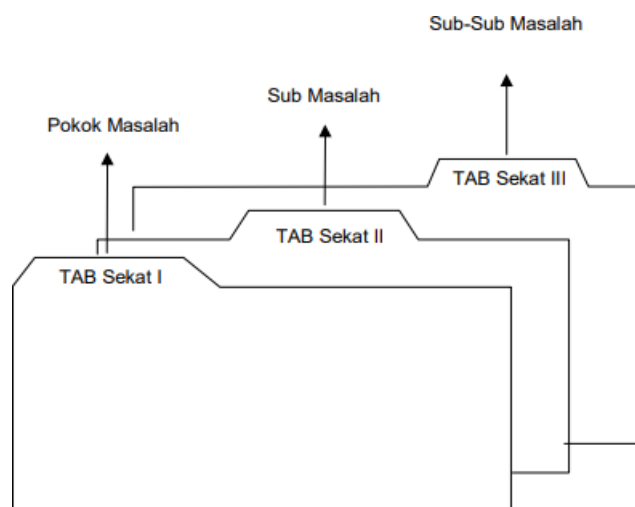 Sub-Sub Masalah
Sub Masalah
Pokok Masalah
TAB Sekat III
TAB Sekat II
TAB Sekat I